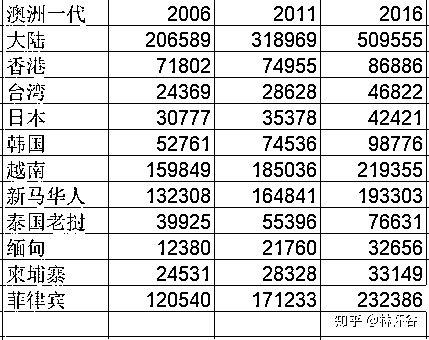 澳洲一代 2006 2011 2016
大陆 206589 318969 509555
香港 71802 74955 86886
台湾 24369 28628 46822
日本 30777 35378 42421
韩国 52761 74536 98776
越南 159849 185036 219355
新马华人 132308 164841 193303
泰国老挝 39925 55396 76631
缅甸 12380 21760 32656
柬埔寨 24531 28328 33149
菲律宾 120540 171233 232386
知乎 @林乐谷